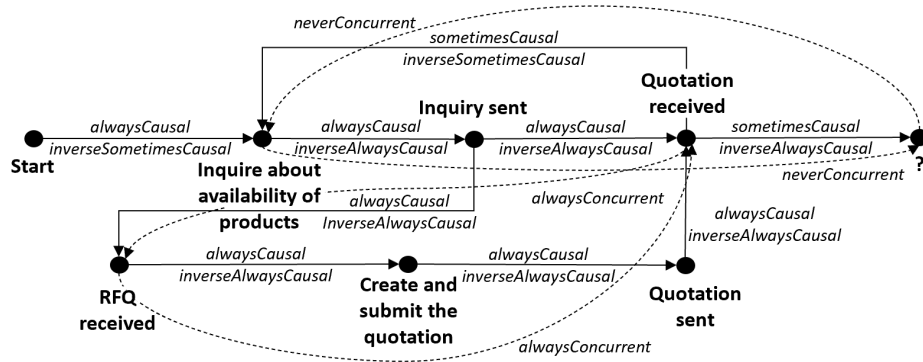 neverConcurrent
sometimesCausal
inverseSometimesCausal
Quotation
received
Inquiry sent
alwaysCausal
inverseSometimesCausal
alwaysCausal
inverseAlwaysCausal
alwaysCausal
inverseAlwaysCausal
sometimesCausal
inverseAlwaysCausal
Start
?
Inquire about
availability of
products
neverConcurrent
alwaysConcurrent
alwaysCausal
InverseAlwaysCausal
alwaysCausal
inverseAlwaysCausal
alwaysCausal
inverseAlwaysCausal
alwaysCausal
inverseAlwaysCausal
RFQ
received
Create and
submit the
quotation
Quotation
sent
alwaysConcurrent